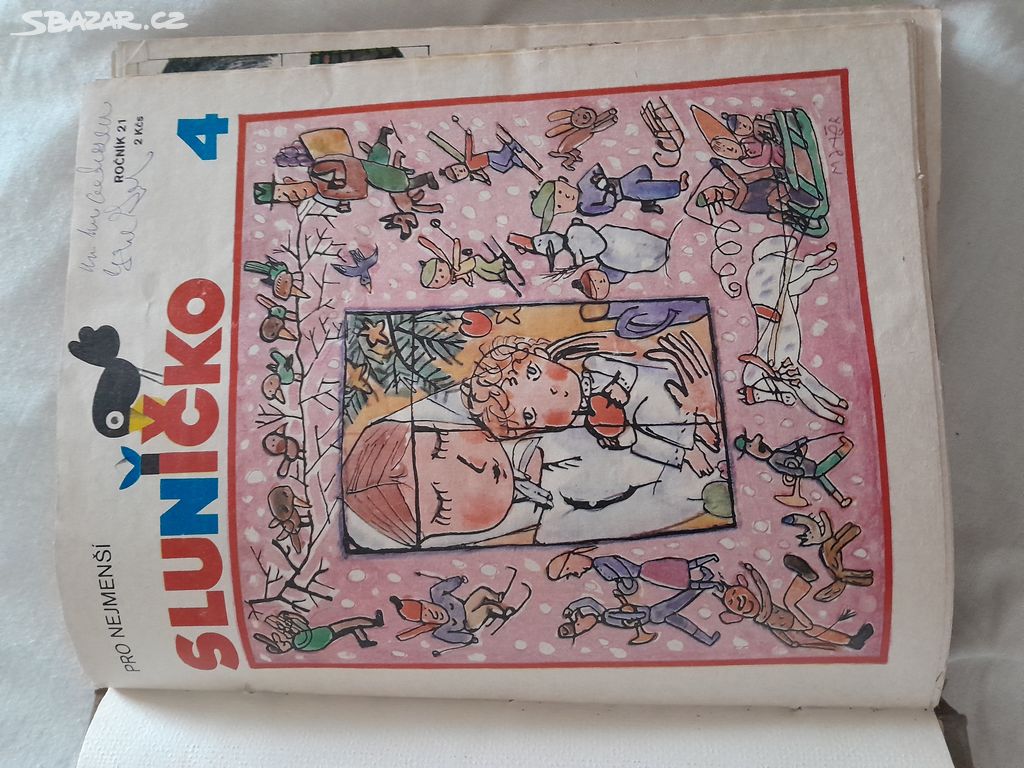 SBAZAR.CZ
PRO NEJMENŠÍ
SLUNÍČKO 4
ROČNÍK 21
2 Kčs